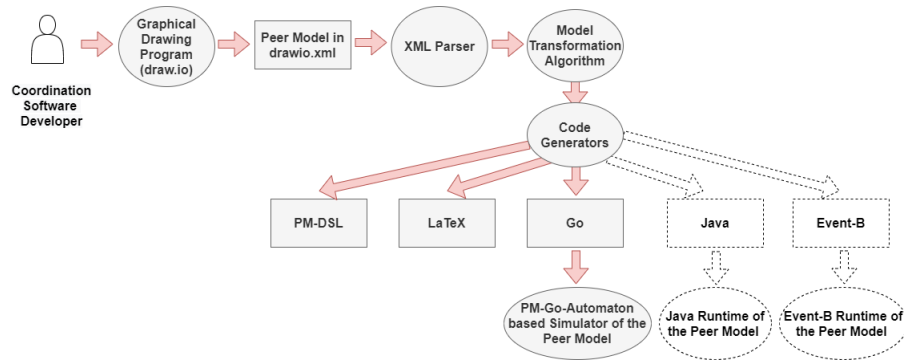 Graphical
Drawing
Program
(draw.io)
Peer Model in
drawio.xml
XML Parser
Model
Transformation
Algorithm
Coordination
Software
Developer
Code
Generators
PM-DSL
LaTeX
Go
Java
Event-B
PM-Go-Automaton
based Simulator of the
Peer Model
Java Runtime of
the Peer Model
Event-B Runtime of
the Peer Model